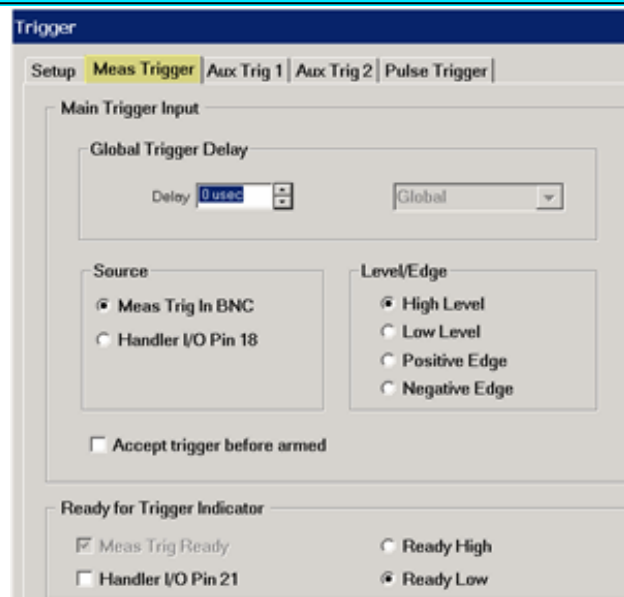 Trigger
Setup Meas Trigger Aux Trig 1 Aux Trig 2 Pulse Trigger
Main Trigger Input
Global Trigger Delay
Delay 0 usec Global
Source
Meas Trig In BNC
Handler I/O Pin 18
Level/Edge
High Level
Low Level
Positive Edge
Negative Edge
Accept trigger before armed
Ready for Trigger Indicator
Meas Trig Ready
Handler I/O Pin 21
Ready High
Ready Low